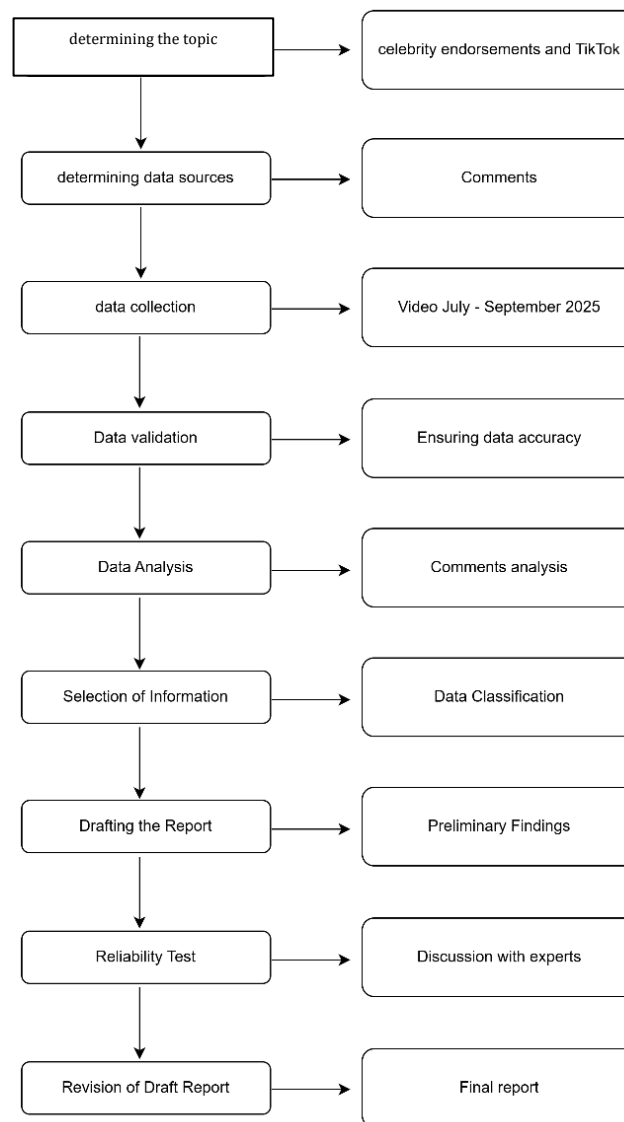 determining the topic
celebrity endorsements and TikTok
determining data sources
Comments
data collection
Video July - September 2025
Data validation
Ensuring data accuracy
Data Analysis
Comments analysis
Selection of Information
Data Classification
Drafting the Report
Preliminary Findings
Reliability Test
Discussion with experts
Revision of Draft Report
Final report